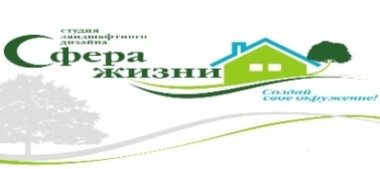 студия
ландшафтного
дизайна
Сфера
жизни
Создай
свое окружение!